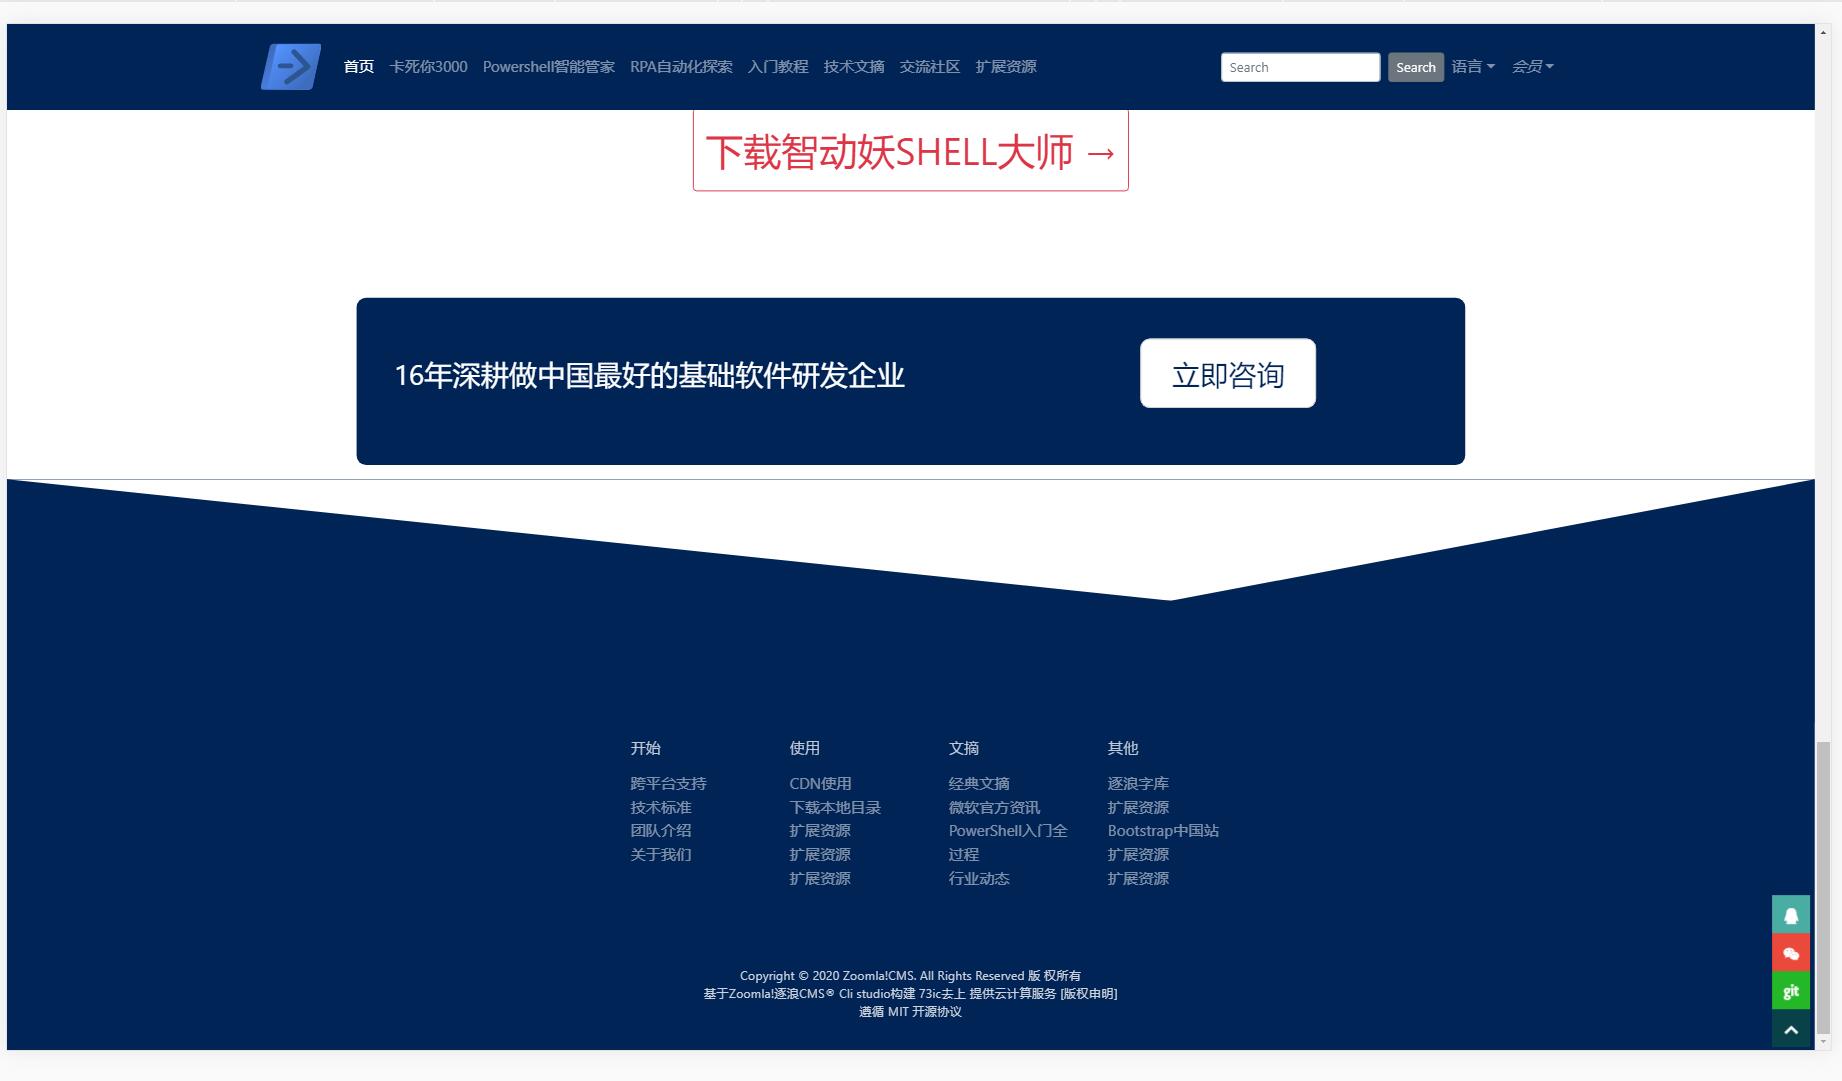 首页 卡死你3000 Powershell智能管家 RPA自动化探索 入门教程 技术文摘 交流社区 扩展资源 Search Search 语言 会员
下载智动妖SHELL大师 →
16年深耕做中国最好的基础软件研发企业 立即咨询
开始 使用 文摘 其他
跨平台支持 CDN使用 经典文摘 逐浪字库
技术标准 下载本地目录 微软官方资讯 扩展资源
团队介绍 扩展资源 PowerShell入门全 Bootstrap中国站
关于我们 扩展资源 过程 扩展资源
扩展资源 行业动态 扩展资源
git
Copyright © 2020 Zoomla!CMS. All Rights Reserved 版 权所有
基于Zoomla!逐浪CMS® Cli studio构建 73ic去上 提供云计算服务 [版权申明]
遵循 MIT 开源协议